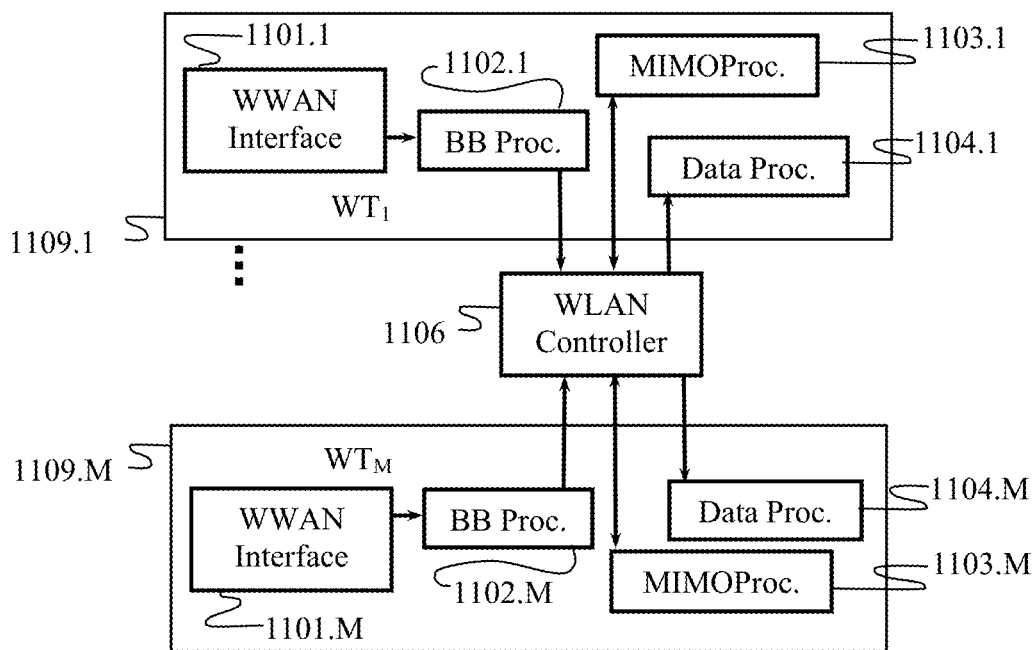 1101.1
1102.1
1103.1
WWAN
Interface
BB Proc.
MIMOProc.
Data Proc.
1104.1
WT₁
1109.1
WLAN
Controller
1106
1109.M
WT_M
WWAN
Interface
BB Proc.
Data Proc.
1104.M
MIMOProc.
1103.M
1102.M
1101.M